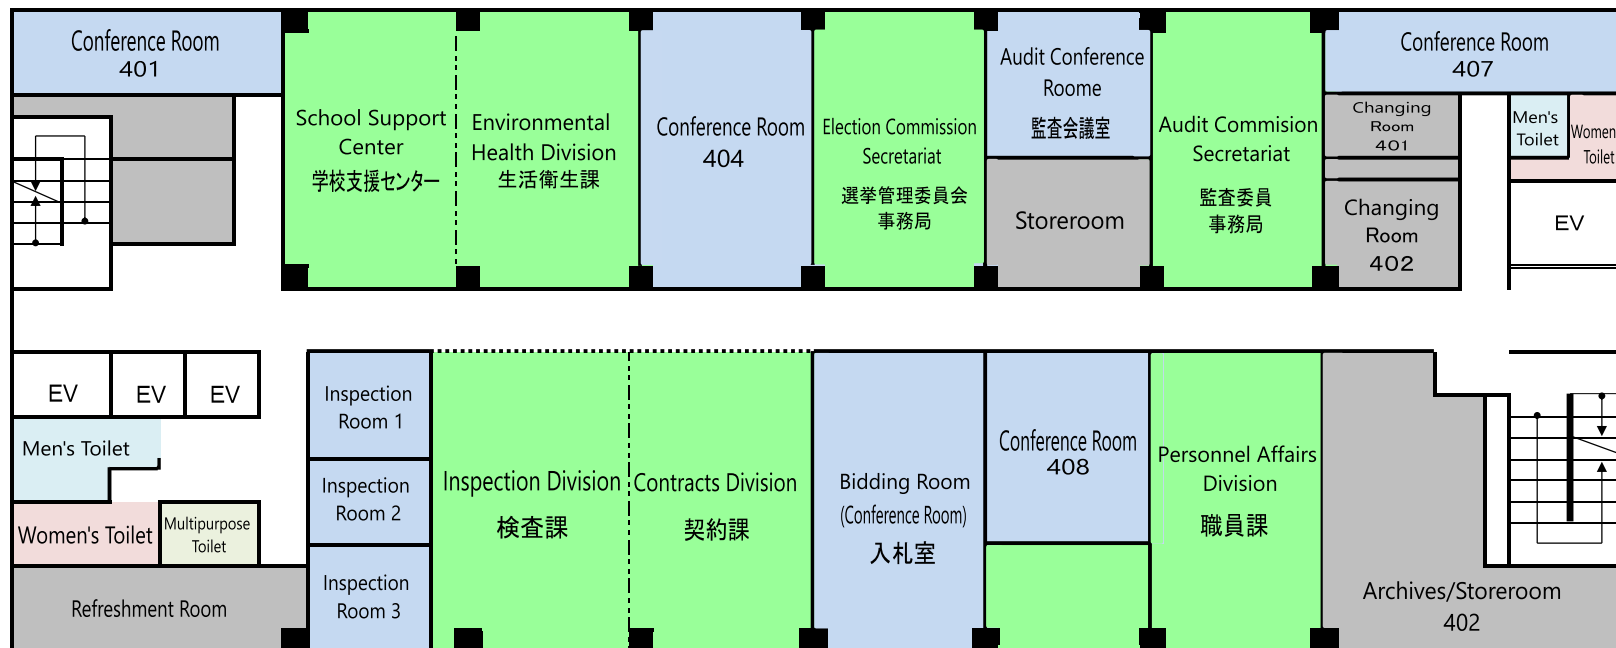 Conference Room
401
School Support
Center
学校支援センター
Environmental
Health Division
生活衛生課
Conference Room
404
Election Commission
Secretariat
選挙管理委員会
事務局
Audit Conference
Roome
監査会議室
Storeroom
Audit Commision
Secretariat
監査委員
事務局
Conference Room
407
Changing
Room
401
Changing
Room
402
Men's
Toilet
Women
Toilet
EV
EV
EV
EV
Men's Toilet
Women's Toilet
Multipurpose
Toilet
Refreshment Room
Inspection
Room 1
Inspection
Room 2
Inspection
Room 3
Inspection Division
検査課
Contracts Division
契約課
Bidding Room
(Conference Room)
入札室
Conference Room
408
Personnel Affairs
Division
職員課
Archives/Storeroom
402